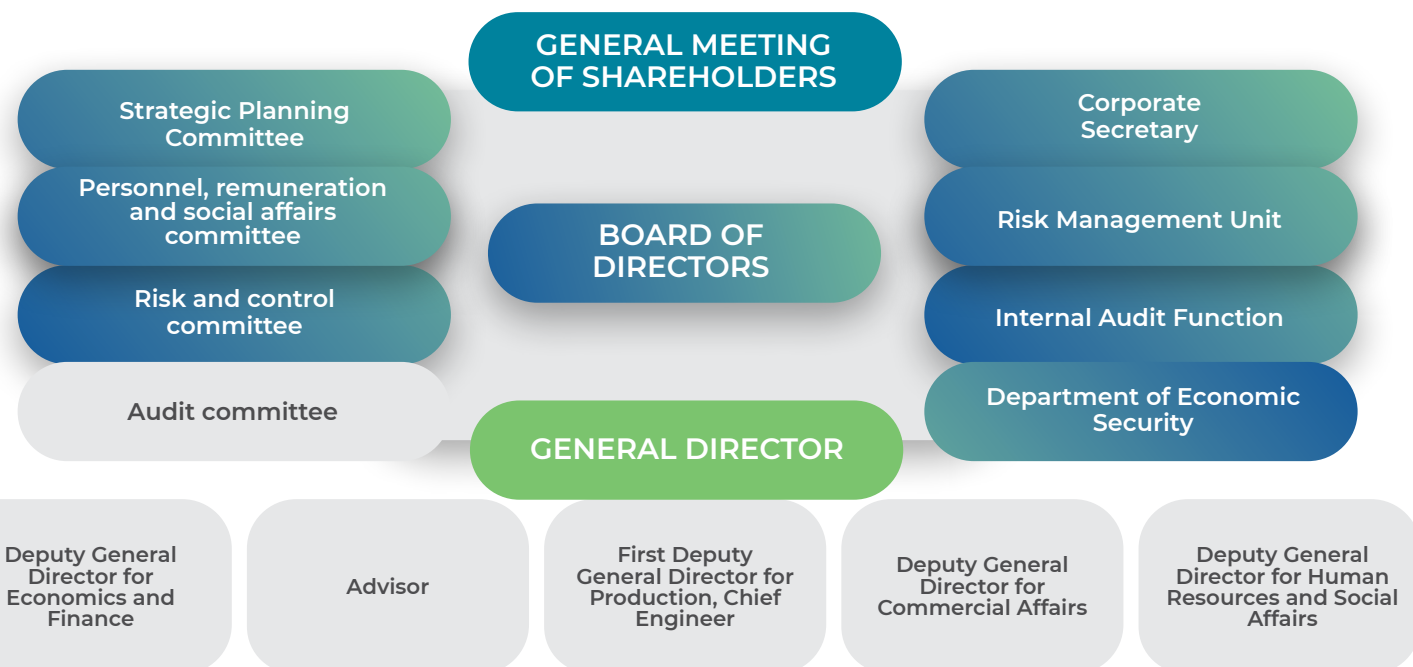 GENERAL MEETING
OF SHAREHOLDERS
Strategic Planning
Committee
Personnel, remuneration
and social affairs
committee
Risk and control
committee
Audit committee
BOARD OF
DIRECTORS
Corporate
Secretary
Risk Management Unit
Internal Audit Function
Department of Economic
Security
GENERAL DIRECTOR
Deputy General
Director for
Economics and
Finance
Advisor
First Deputy
General Director for
Production, Chief
Engineer
Deputy General
Director for
Commercial Affairs
Deputy General
Director for Human
Resources and Social
Affairs